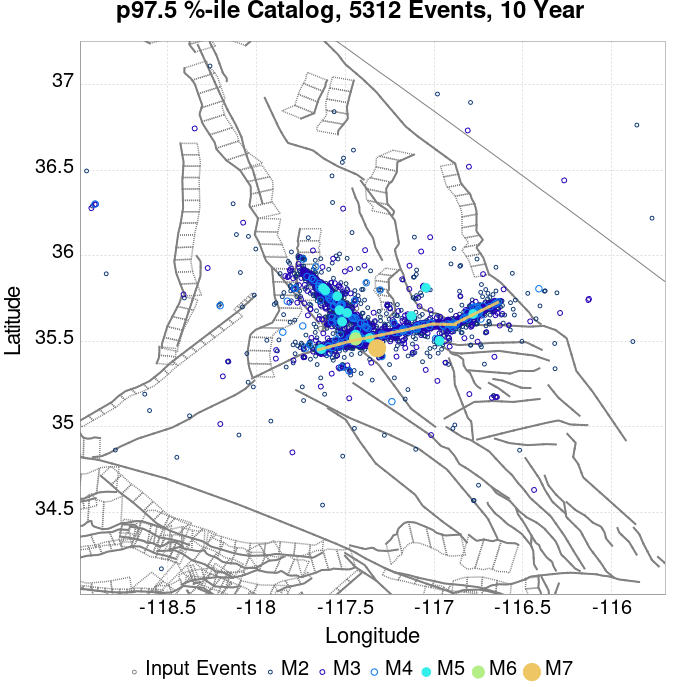 p97.5 %-ile Catalog, 5312 Events, 10 Year
37
36.5
36
35.5
35
34.5
Latitude
-118.5 -118 -117.5 -117 -116.5 -116
Longitude
Input Events M2 M3 M4 M5 M6 M7